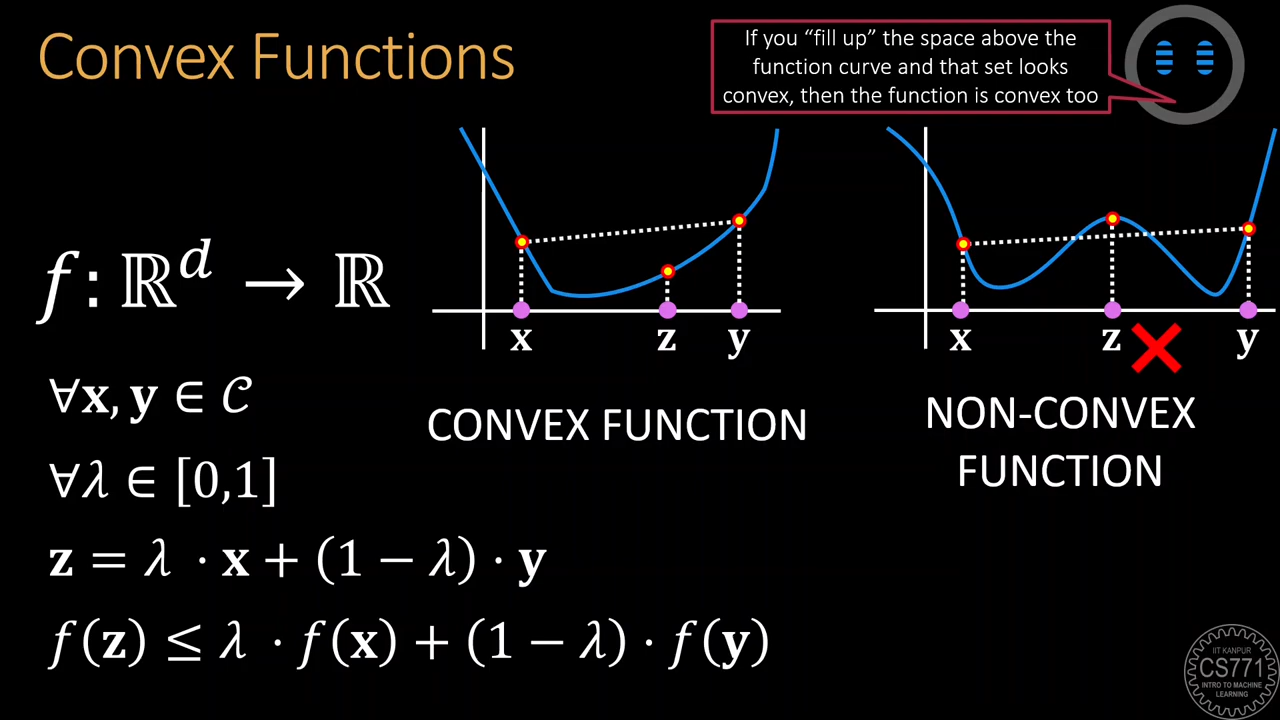 Convex Functions
If you “fill up” the space above the
function curve and that set looks
convex, then the function is convex too
f: ℝ^d → ℝ
∀𝐱, 𝐲 ∈ 𝒞
∀λ ∈ [0,1]
𝐳 = λ · 𝐱 + (1 − λ) · 𝐲
f(𝐳) ≤ λ · f(𝐱) + (1 − λ) · f(𝐲)
x z y
CONVEX FUNCTION
x z y
NON-CONVEX
FUNCTION
IIT KANPUR
CS771
INTRO TO MACHINE
LEARNING